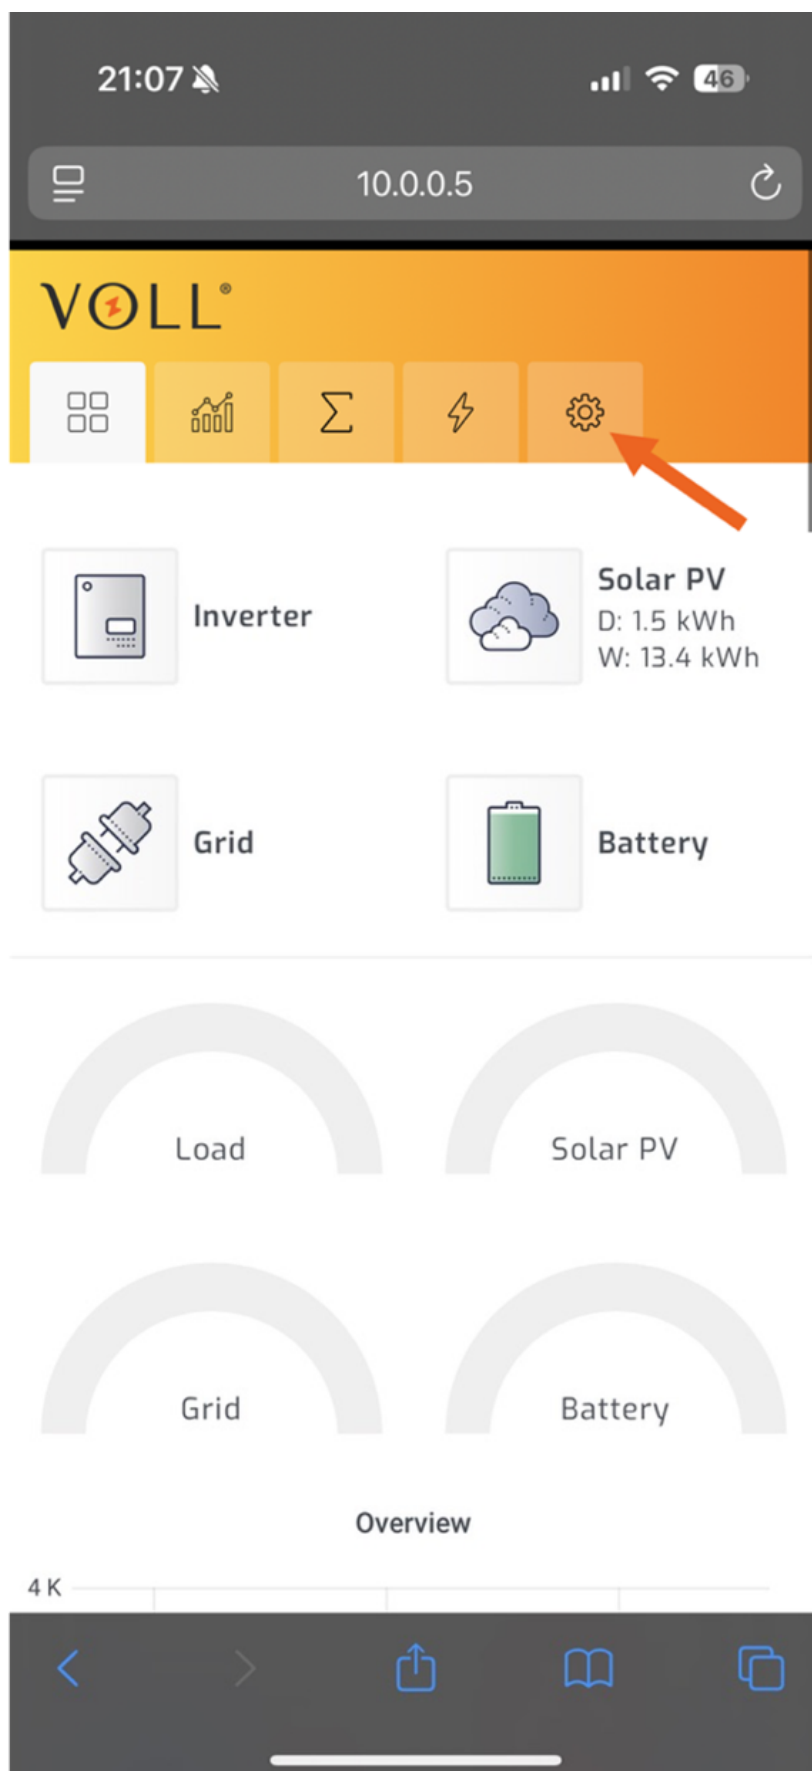 21:07
46
10.0.0.5
VOLL®
Inverter
Solar PV
D: 1.5 kWh
W: 13.4 kWh
Grid
Battery
Load
Solar PV
Grid
Battery
Overview
4 K